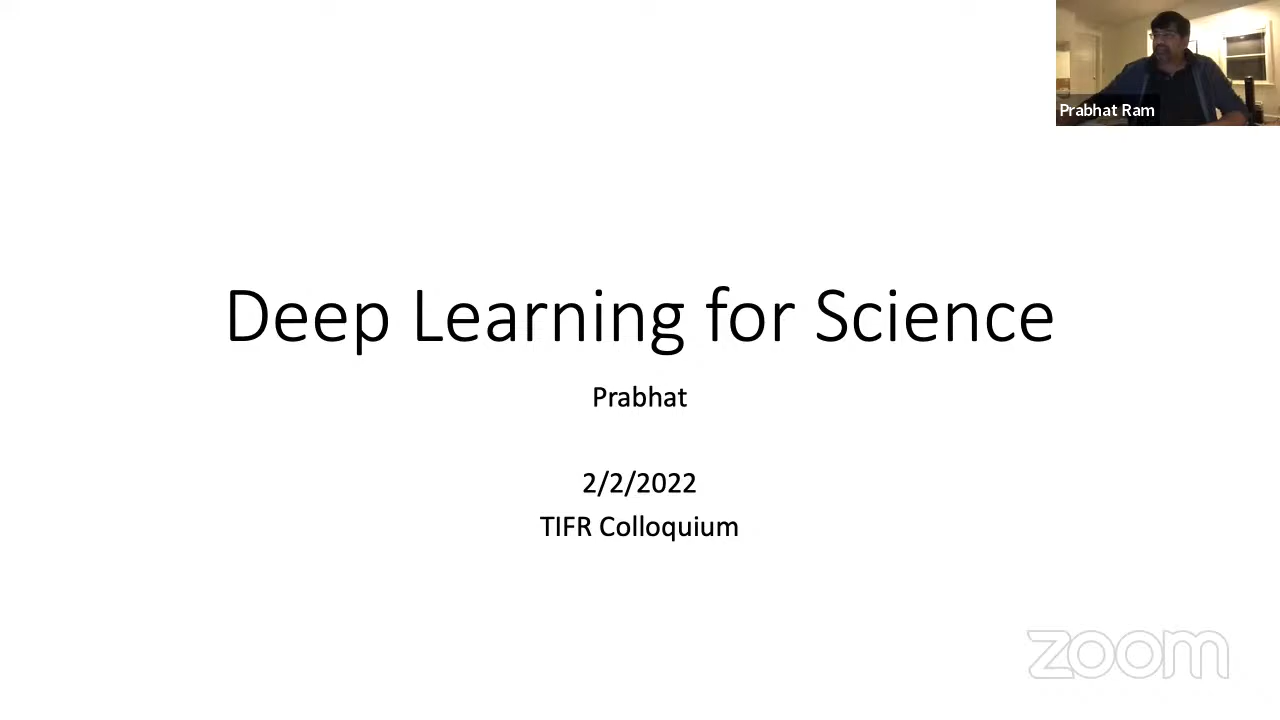 Prabhat Ram
Deep Learning for Science
Prabhat
2/2/2022
TIFR Colloquium
zoom